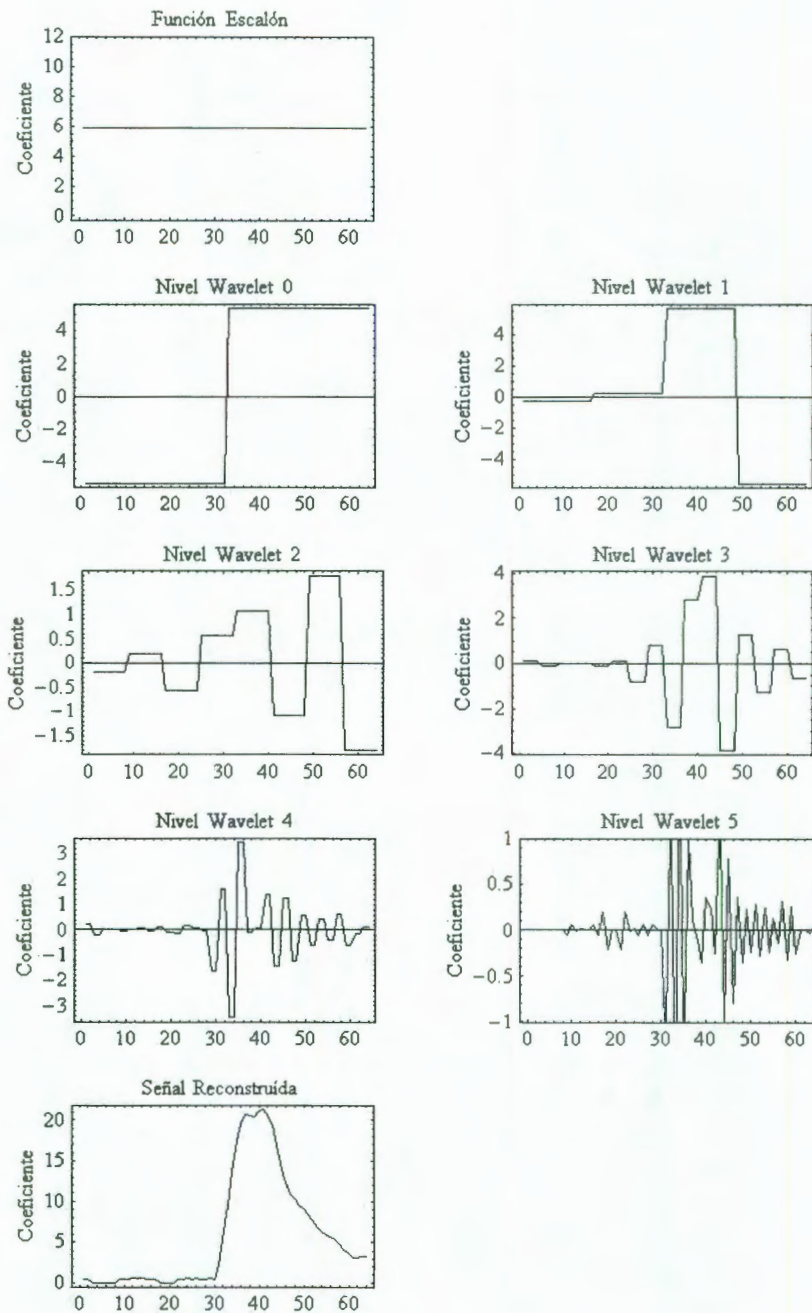 Función Escalón
Coeficiente
12
10
8
6
4
2
0
0 10 20 30 40 50 60
Nivel Wavelet 0
Coeficiente
4
2
0
−2
−4
0 10 20 30 40 50 60
Nivel Wavelet 1
Coeficiente
4
2
0
−2
−4
0 10 20 30 40 50 60
Nivel Wavelet 2
Coeficiente
1.5
1
0.5
0
−0.5
−1
−1.5
0 10 20 30 40 50 60
Nivel Wavelet 3
Coeficiente
4
2
0
−2
−4
0 10 20 30 40 50 60
Nivel Wavelet 4
Coeficiente
3
2
1
0
−1
−2
−3
0 10 20 30 40 50 60
Nivel Wavelet 5
Coeficiente
1
0.5
0
−0.5
−1
0 10 20 30 40 50 60
Señal Reconstruída
Coeficiente
20
15
10
5
0
0 10 20 30 40 50 60